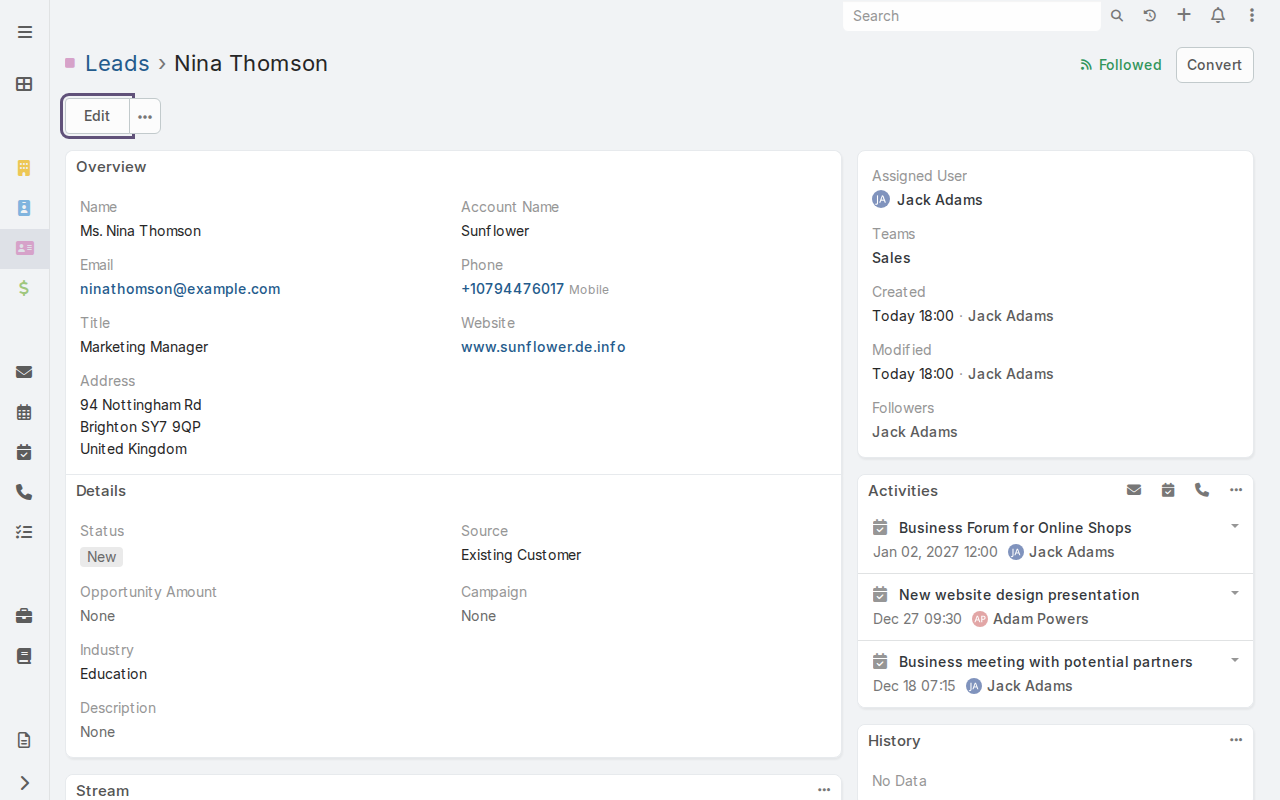 Search
Leads › Nina Thomson
Followed
Convert
Edit
Overview
Name
Ms. Nina Thomson
Account Name
Sunflower
Email
ninathomson@example.com
Phone
+10794476017 Mobile
Title
Marketing Manager
Website
www.sunflower.de.info
Address
94 Nottingham Rd
Brighton SY7 9QP
United Kingdom
Details
Status
New
Source
Existing Customer
Opportunity Amount
None
Campaign
None
Industry
Education
Description
None
Stream
Assigned User
JA Jack Adams
Teams
Sales
Created
Today 18:00 · Jack Adams
Modified
Today 18:00 · Jack Adams
Followers
Jack Adams
Activities
Business Forum for Online Shops
Jan 02, 2027 12:00 JA Jack Adams
New website design presentation
Dec 27 09:30 AP Adam Powers
Business meeting with potential partners
Dec 18 07:15 JA Jack Adams
History
No Data